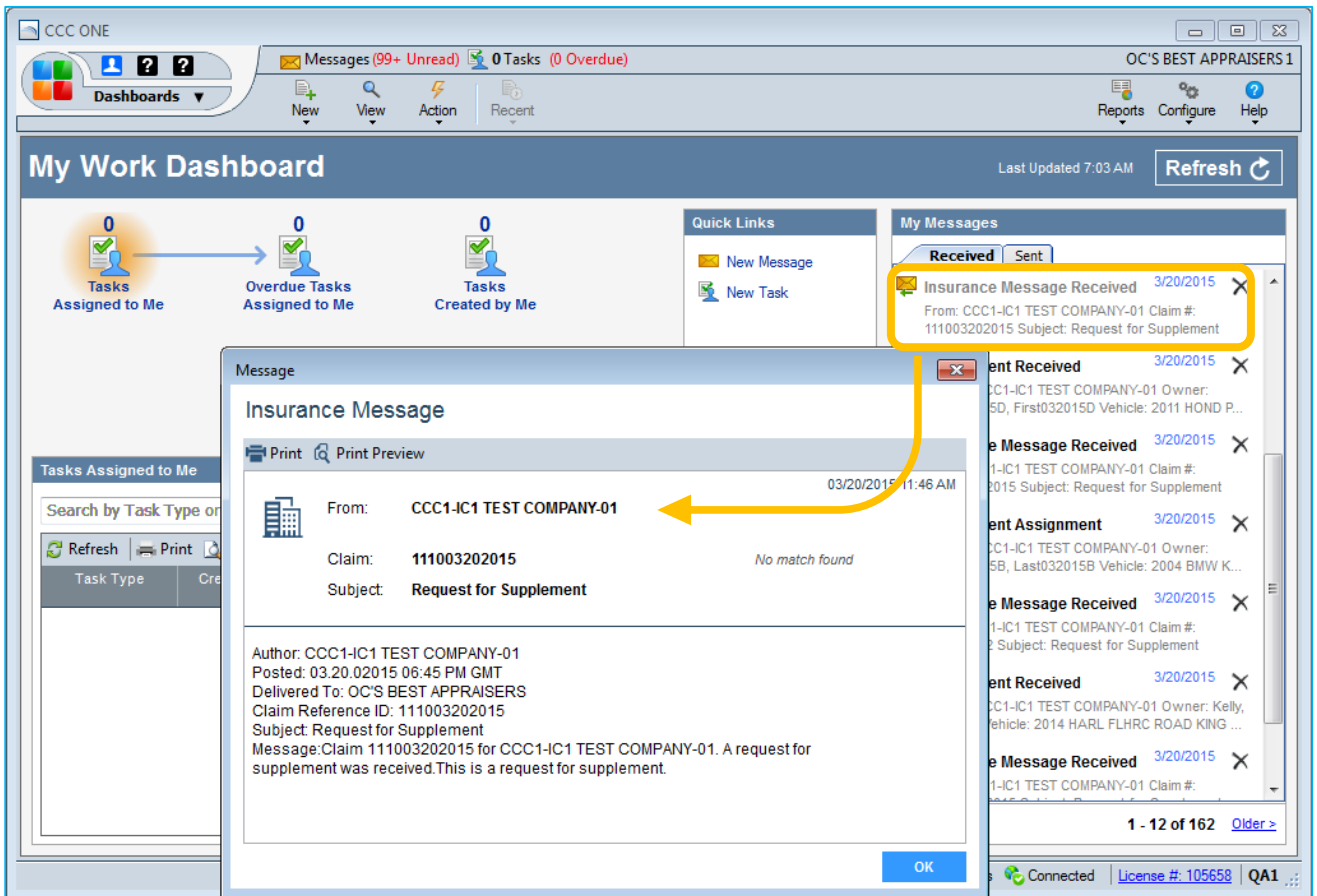 CCC ONE
Messages (99+ Unread) 0 Tasks (0 Overdue)
OC'S BEST APPRAISERS 1
? ?
Dashboards
New View Action Recent
Reports Configure Help
My Work Dashboard
Last Updated 7:03 AM
Refresh
0
Tasks
Assigned to Me
0
Overdue Tasks
Assigned to Me
0
Tasks
Created by Me
Quick Links
New Message
New Task
My Messages
Received Sent
Insurance Message Received 3/20/2015
From: CCC1-IC1 TEST COMPANY-01 Claim #:
111003202015 Subject: Request for Supplement
ent Received 3/20/2015
CC1-IC1 TEST COMPANY-01 Owner:
5D, First032015D Vehicle: 2011 HOND P...
e Message Received 3/20/2015
1-IC1 TEST COMPANY-01 Claim #:
2015 Subject: Request for Supplement
ent Assignment 3/20/2015
CC1-IC1 TEST COMPANY-01 Owner:
5B, Last032015B Vehicle: 2004 BMW K...
e Message Received 3/20/2015
1-IC1 TEST COMPANY-01 Claim #:
2 Subject: Request for Supplement
ent Received 3/20/2015
CC1-IC1 TEST COMPANY-01 Owner: Kelly,
Vehicle: 2014 HARL FLHRC ROAD KING ...
e Message Received 3/20/2015
1-IC1 TEST COMPANY-01 Claim #:
1 - 12 of 162 Older >
Tasks Assigned to Me
Search by Task Type or
Refresh Print
Task Type Cre
Message
Insurance Message
Print Print Preview
03/20/2015 11:46 AM
From: CCC1-IC1 TEST COMPANY-01
Claim: 111003202015 No match found
Subject: Request for Supplement
Author: CCC1-IC1 TEST COMPANY-01
Posted: 03.20.02015 06:45 PM GMT
Delivered To: OC'S BEST APPRAISERS
Claim Reference ID: 111003202015
Subject: Request for Supplement
Message:Claim 111003202015 for CCC1-IC1 TEST COMPANY-01. A request for
supplement was received.This is a request for supplement.
OK
Connected License #: 105658 QA1